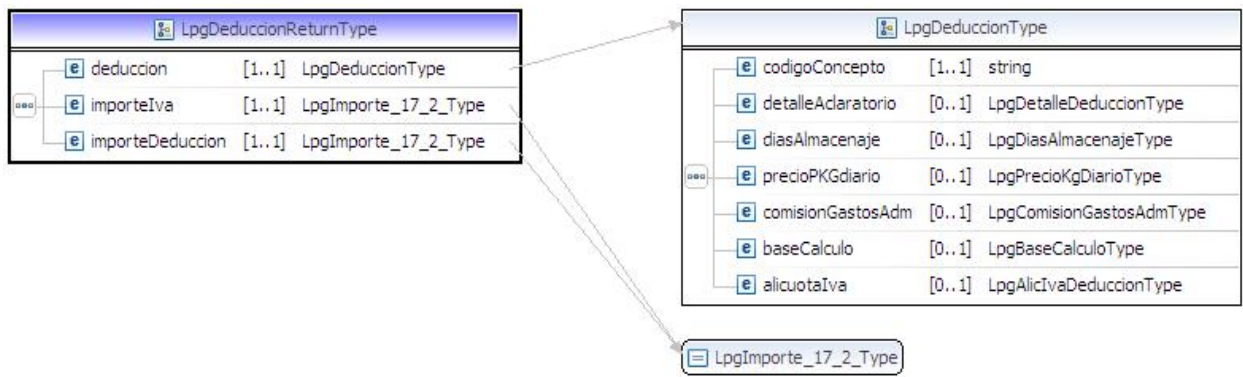 LpgDeduccionReturnType
e deduccion [1..1] LpgDeduccionType
e importeIva [1..1] LpgImporte_17_2_Type
e importeDeduccion [1..1] LpgImporte_17_2_Type
LpgDeduccionType
e codigoConcepto [1..1] string
e detalleAclaratorio [0..1] LpgDetalleDeduccionType
e diasAlmacenaje [0..1] LpgDiasAlmacenajeType
e precioPKGdiario [0..1] LpgPrecioKgDiarioType
e comisionGastosAdm [0..1] LpgComisionGastosAdmType
e baseCalculo [0..1] LpgBaseCalculoType
e alicuotaIva [0..1] LpgAlicIvaDeduccionType
LpgImporte_17_2_Type